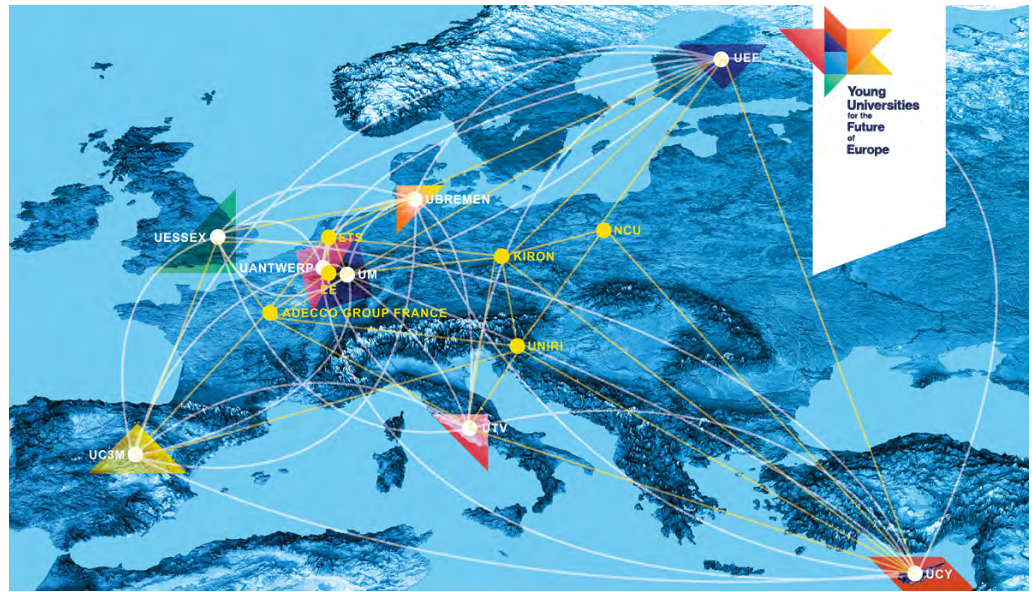 UEF
Young
Universities
for the
Future
of
Europe
UBREMEN
UESSEX
ETS
NCU
KIRON
UANTWERP
UM
EE
ADECCO GROUP FRANCE
UNIRI
UTV
UC3M
UCY